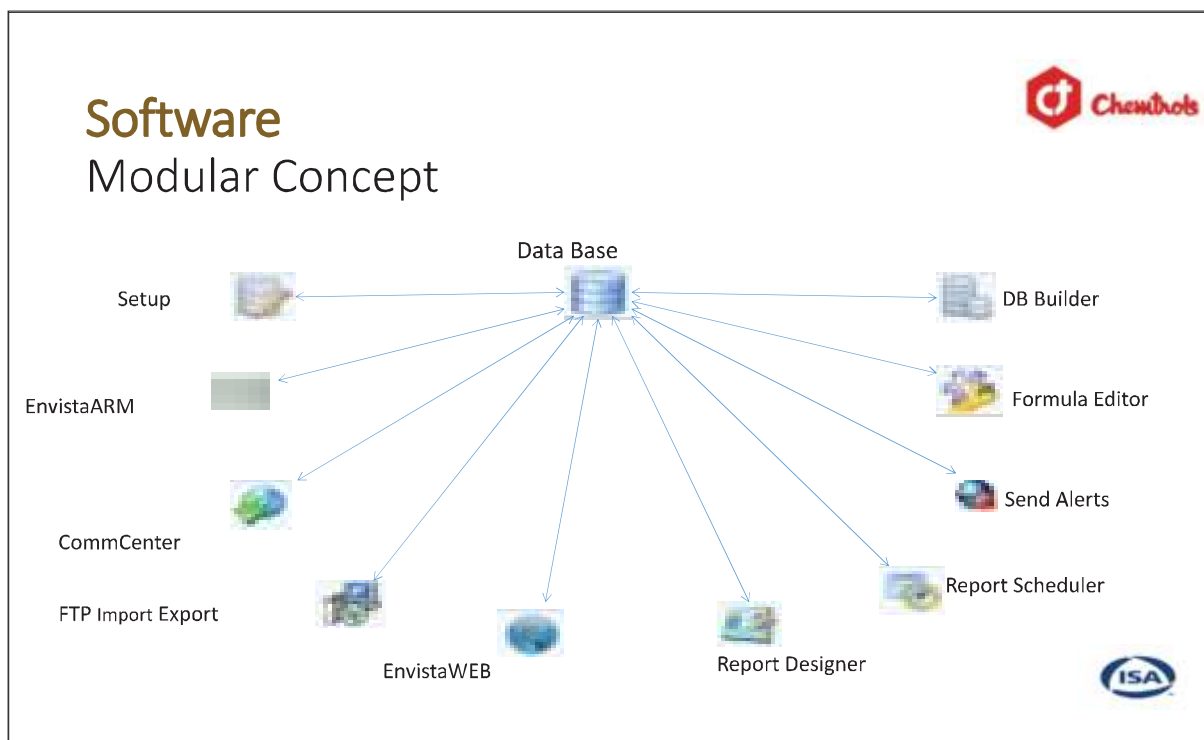 Software
Modular Concept
Chemtrols
Data Base
Setup
DB Builder
EnvistaARM
Formula Editor
Send Alerts
CommCenter
Report Scheduler
FTP Import Export
EnvistaWEB
Report Designer
ISA